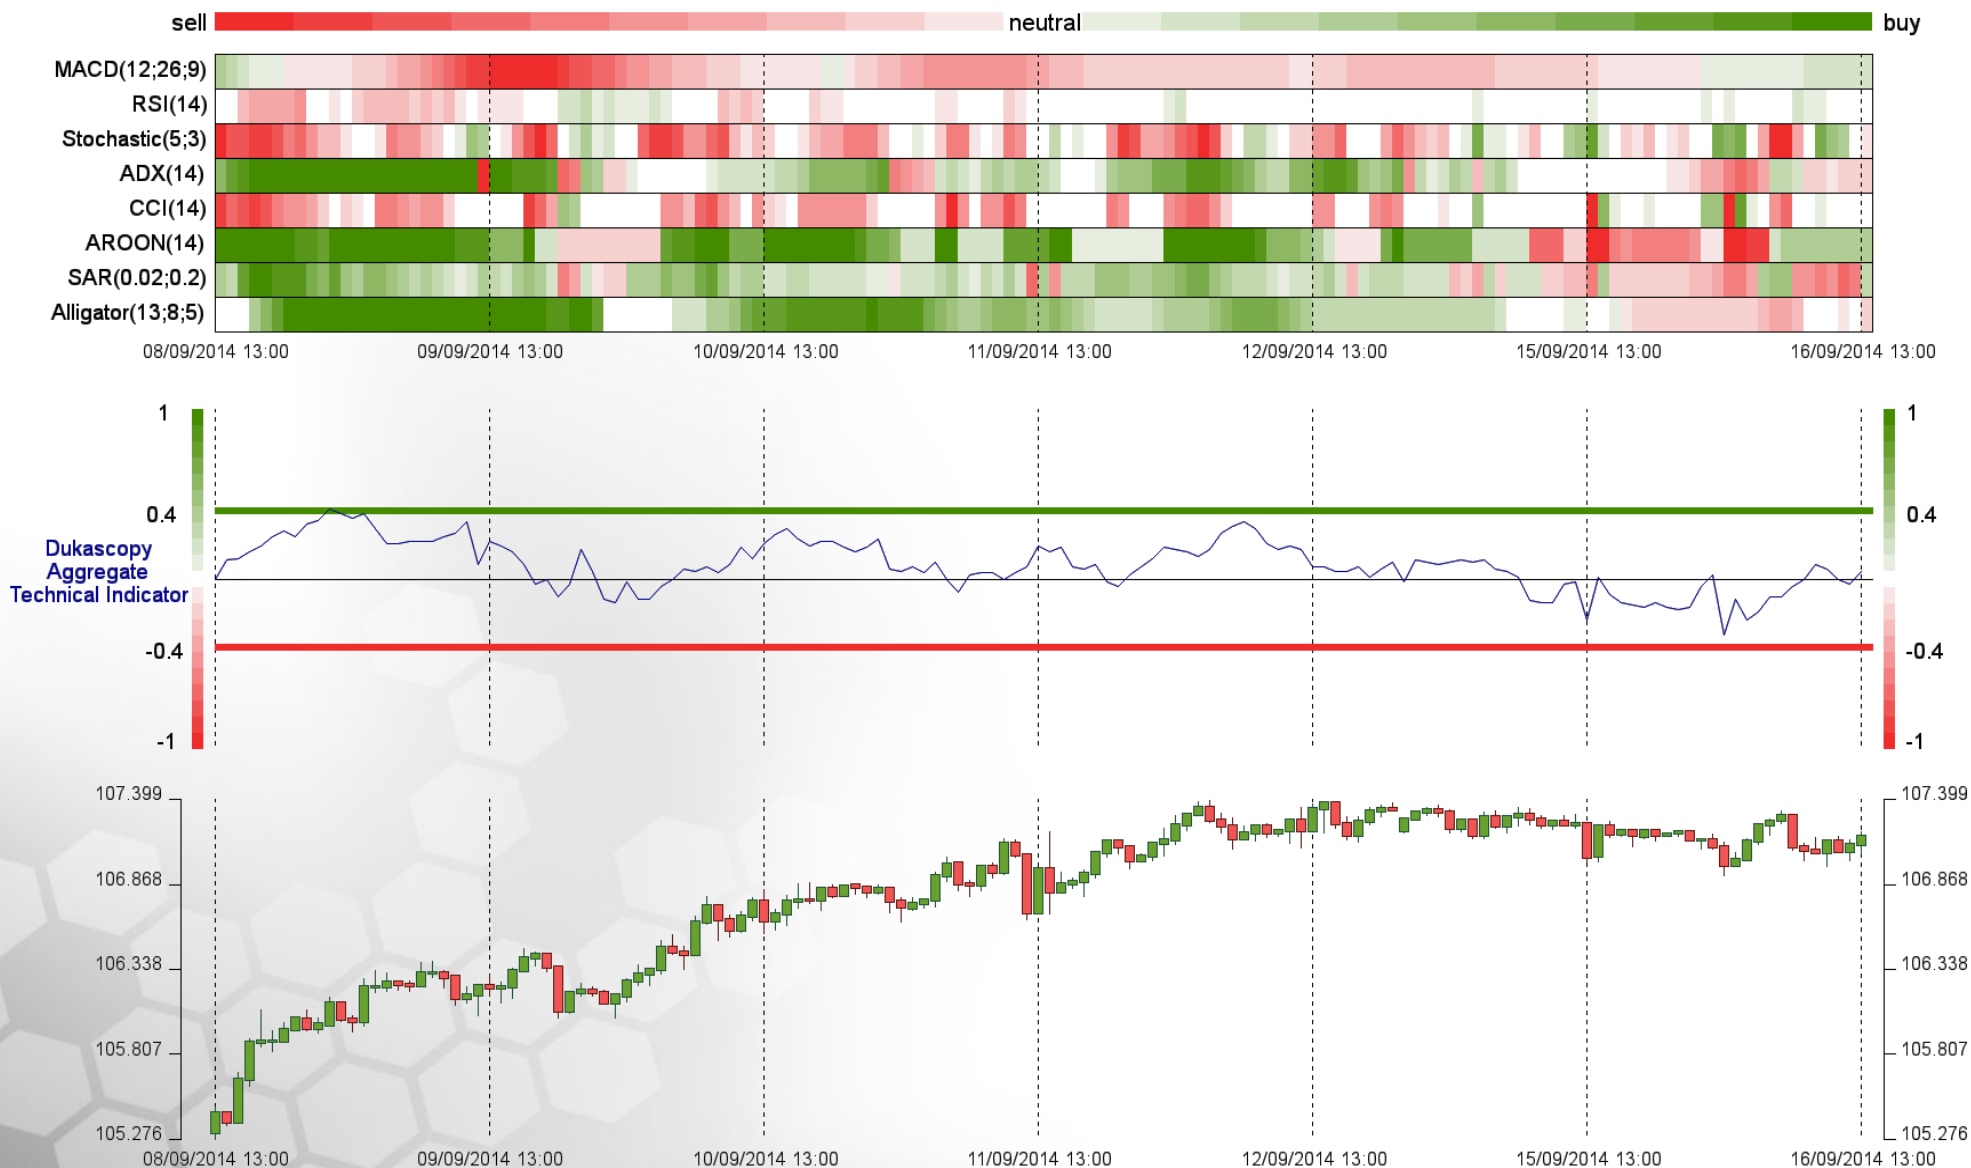 sell neutral buy
MACD(12;26;9)
RSI(14)
Stochastic(5;3)
ADX(14)
CCI(14)
AROON(14)
SAR(0.02;0.2)
Alligator(13;8;5)
08/09/2014 13:00 09/09/2014 13:00 10/09/2014 13:00 11/09/2014 13:00 12/09/2014 13:00 15/09/2014 13:00 16/09/2014 13:00
1 1
0.4 0.4
Dukascopy
Aggregate
Technical Indicator
-0.4 -0.4
-1 -1
107.399 107.399
106.868 106.868
106.338 106.338
105.807 105.807
105.276 105.276
08/09/2014 13:00 09/09/2014 13:00 10/09/2014 13:00 11/09/2014 13:00 12/09/2014 13:00 15/09/2014 13:00 16/09/2014 13:00